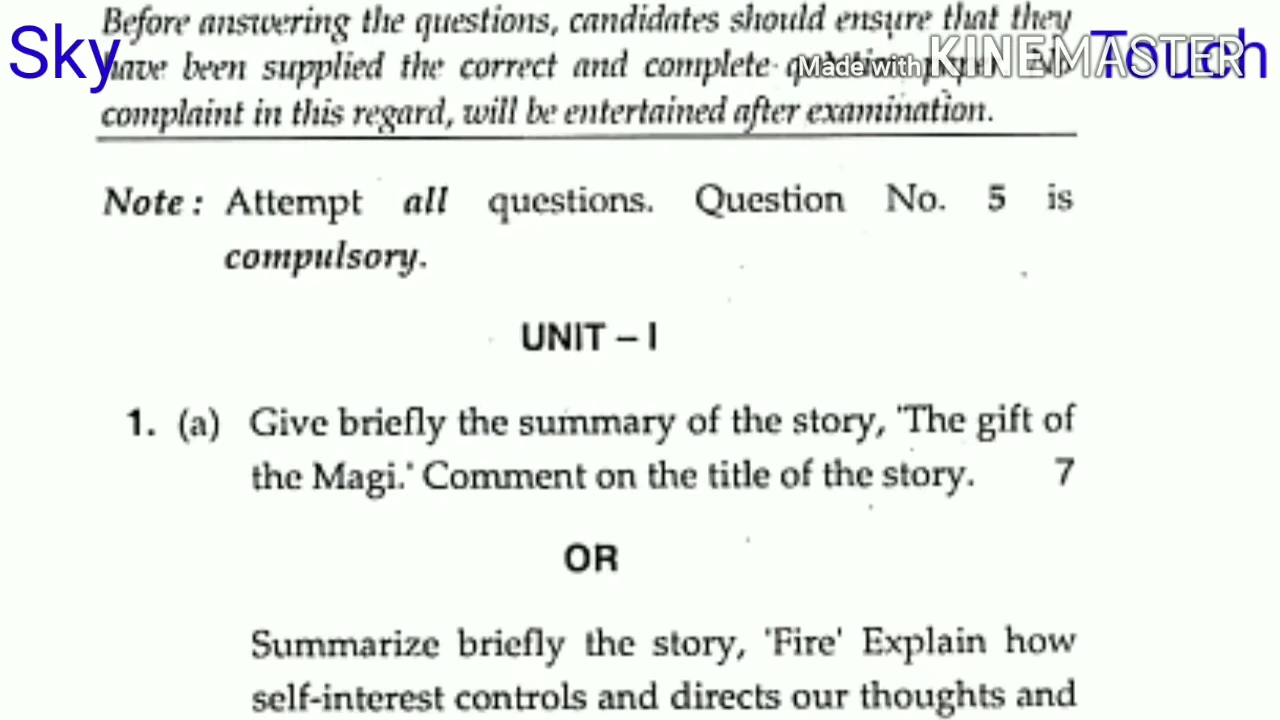 Before answering the questions, candidates should ensure that they
Sky have been supplied the correct and complete Made with KINEMASTER Touch
complaint in this regard, will be entertained after examination.
Note : Attempt all questions. Question No. 5 is
compulsory.
UNIT – I
1. (a) Give briefly the summary of the story, 'The gift of
the Magi.' Comment on the title of the story. 7
OR
Summarize briefly the story, 'Fire' Explain how
self-interest controls and directs our thoughts and